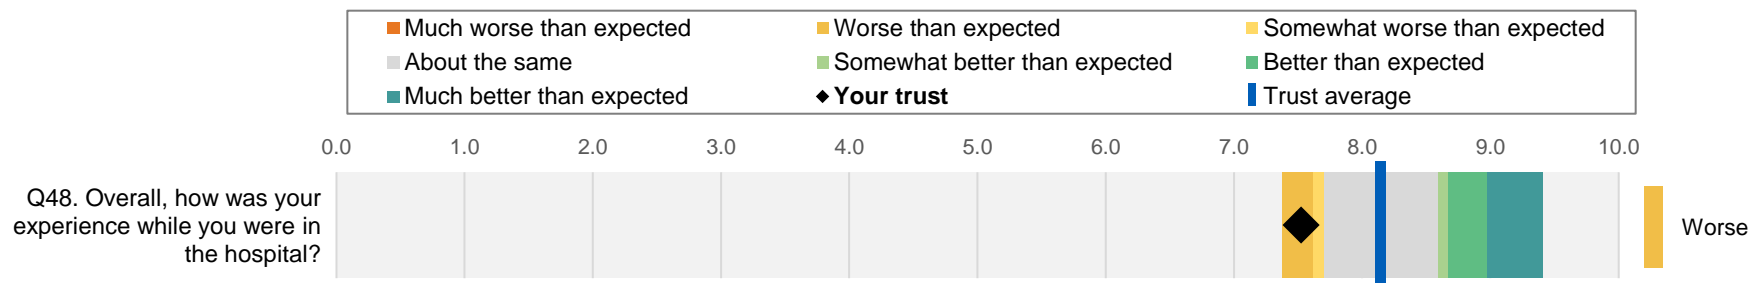 Much worse than expected
Worse than expected
Somewhat worse than expected
About the same
Somewhat better than expected
Better than expected
Much better than expected
Your trust
Trust average
0.0 1.0 2.0 3.0 4.0 5.0 6.0 7.0 8.0 9.0 10.0
Q48. Overall, how was your
experience while you were in
the hospital?
Worse